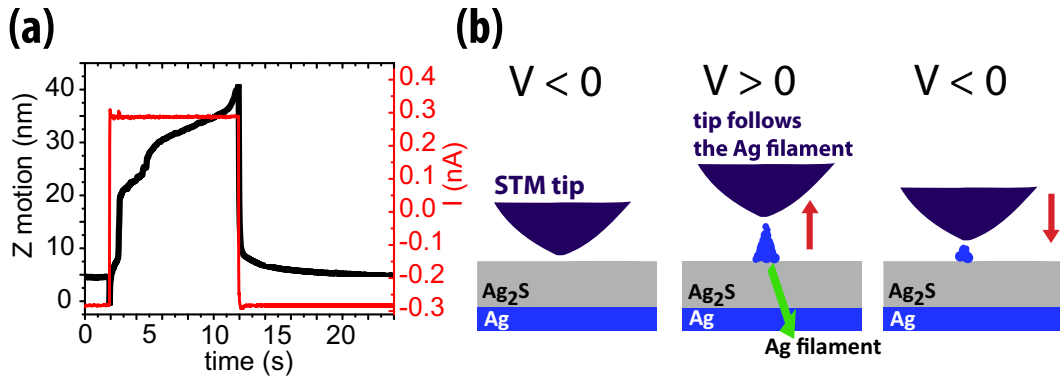 (a)
Z motion (nm)
40
30
20
10
0
0
5
10
15
20
time (s)
0.4
0.3
0.2
0.1
0.0
-0.1
-0.2
-0.3
I (nA)
(b)
V < 0
V > 0
V < 0
tip follows
the Ag filament
STM tip
Ag2S
Ag
Ag2S
Ag
Ag filament
Ag2S
Ag